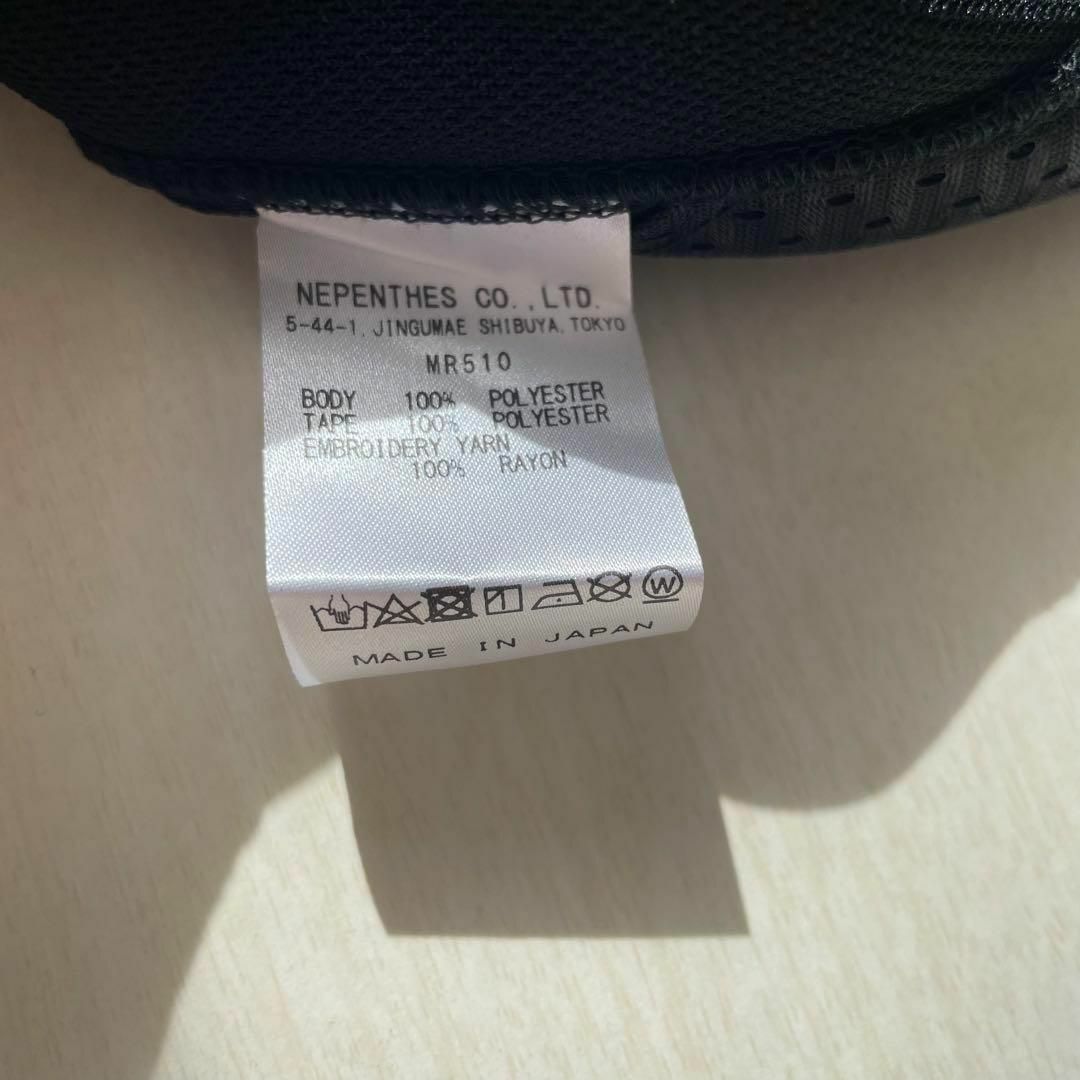 NEPENTHES CO.,LTD.
5-44-1, JINGUMAE SHIBUYA, TOKYO
MR510
BODY 100% POLYESTER
TAPE 100% POLYESTER
EMBROIDERY YARN
100% RAYON
W
MADE IN JAPAN